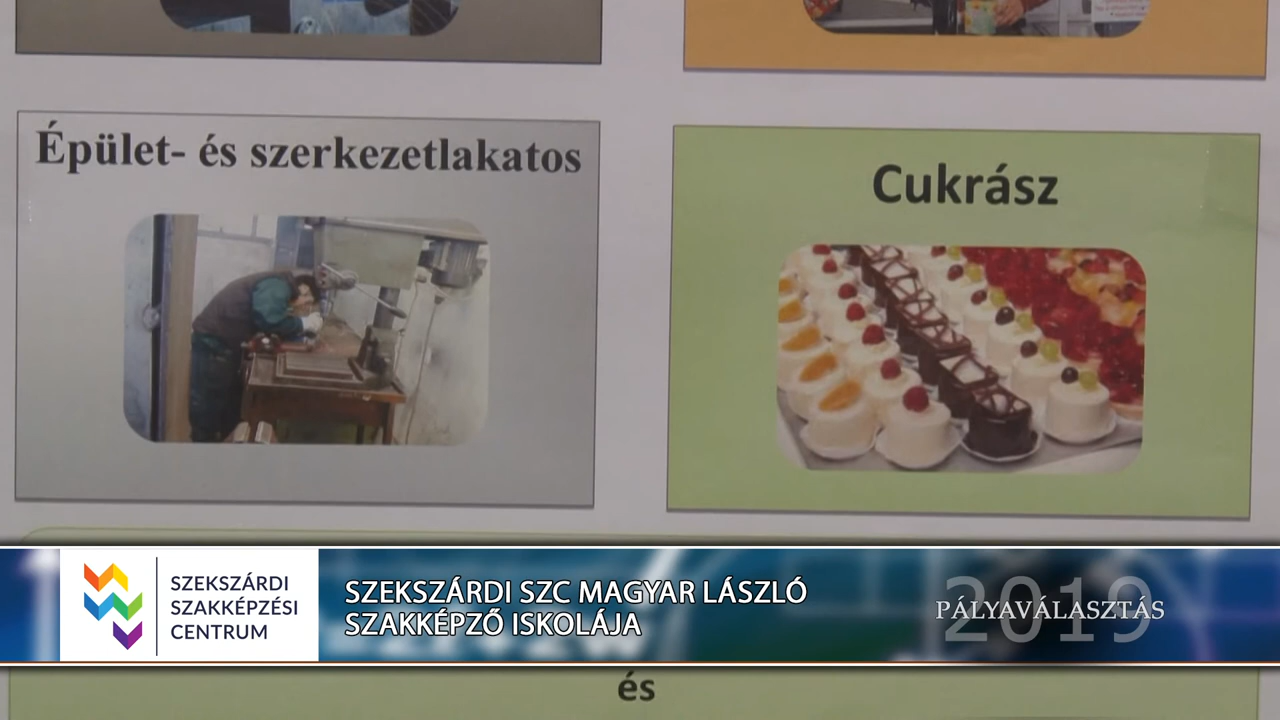 Épület- és szerkezetlakatos
Cukrász
SZEKSZÁRDI
SZAKKÉPZÉSI
CENTRUM
SZEKSZÁRDI SZC MAGYAR LÁSZLÓ
SZAKKÉPZŐ ISKOLÁJA
2019
PÁLYAVÁLASZTÁS
és